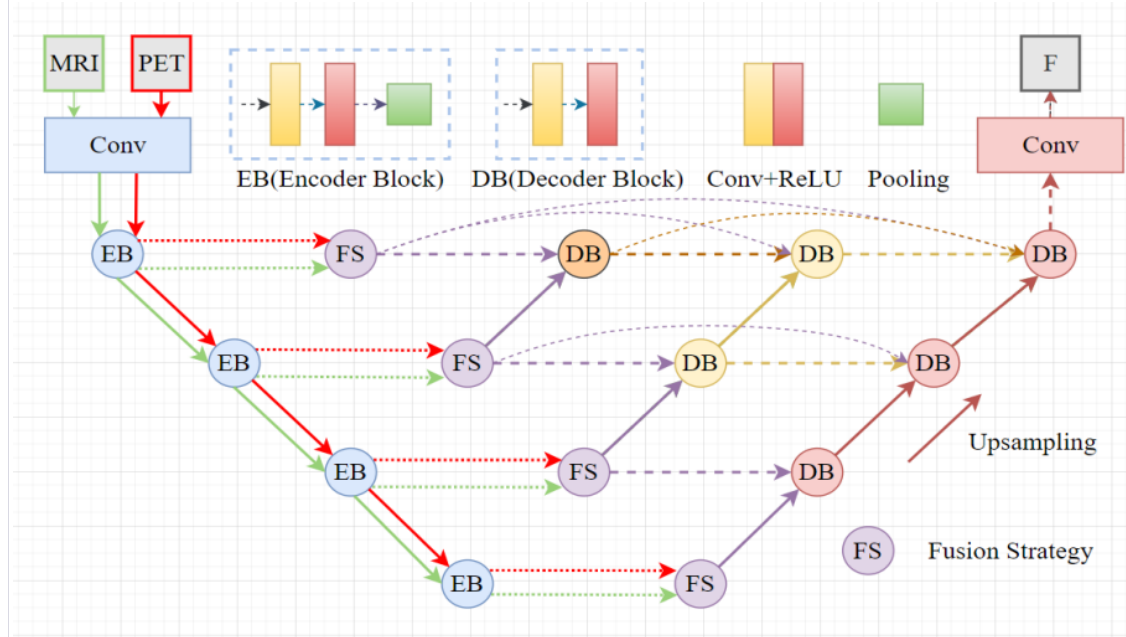 MRI PET F
Conv Conv
EB(Encoder Block) DB(Decoder Block) Conv+ReLU Pooling
EB FS DB DB DB
EB FS DB DB
Upsampling
EB FS DB
FS Fusion Strategy
EB FS